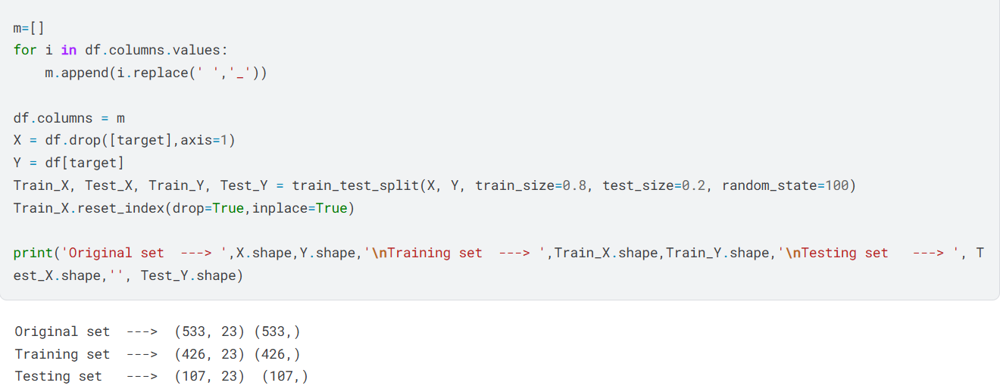 m=[]
for i in df.columns.values:
    m.append(i.replace(' ','_'))
df.columns = m
X = df.drop([target],axis=1)
Y = df[target]
Train_X, Test_X, Train_Y, Test_Y = train_test_split(X, Y, train_size=0.8, test_size=0.2, random_state=100)
Train_X.reset_index(drop=True,inplace=True)
print('Original set  ---> ',X.shape,Y.shape,'\nTraining set  ---> ',Train_X.shape,Train_Y.shape,'\nTesting set   ---> ', T
est_X.shape,'', Test_Y.shape)
Original set  --->  (533, 23) (533,)
Training set  --->  (426, 23) (426,)
Testing set   --->  (107, 23)  (107,)